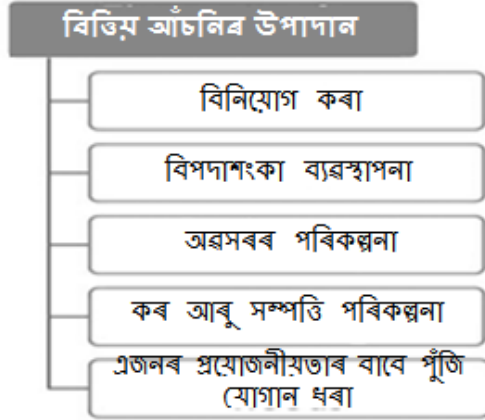 বিত্তিয় আঁচনিৰ উপাদান
বিনিয়োগ কৰা
বিপদাশংকা ব্যৱস্থাপনা
অৱসৰৰ পৰিকল্পনা
কৰ আৰু সম্পত্তি পৰিকল্পনা
এজনৰ প্ৰয়োজনীয়তাৰ বাবে পুঁজি
যোগান ধৰা